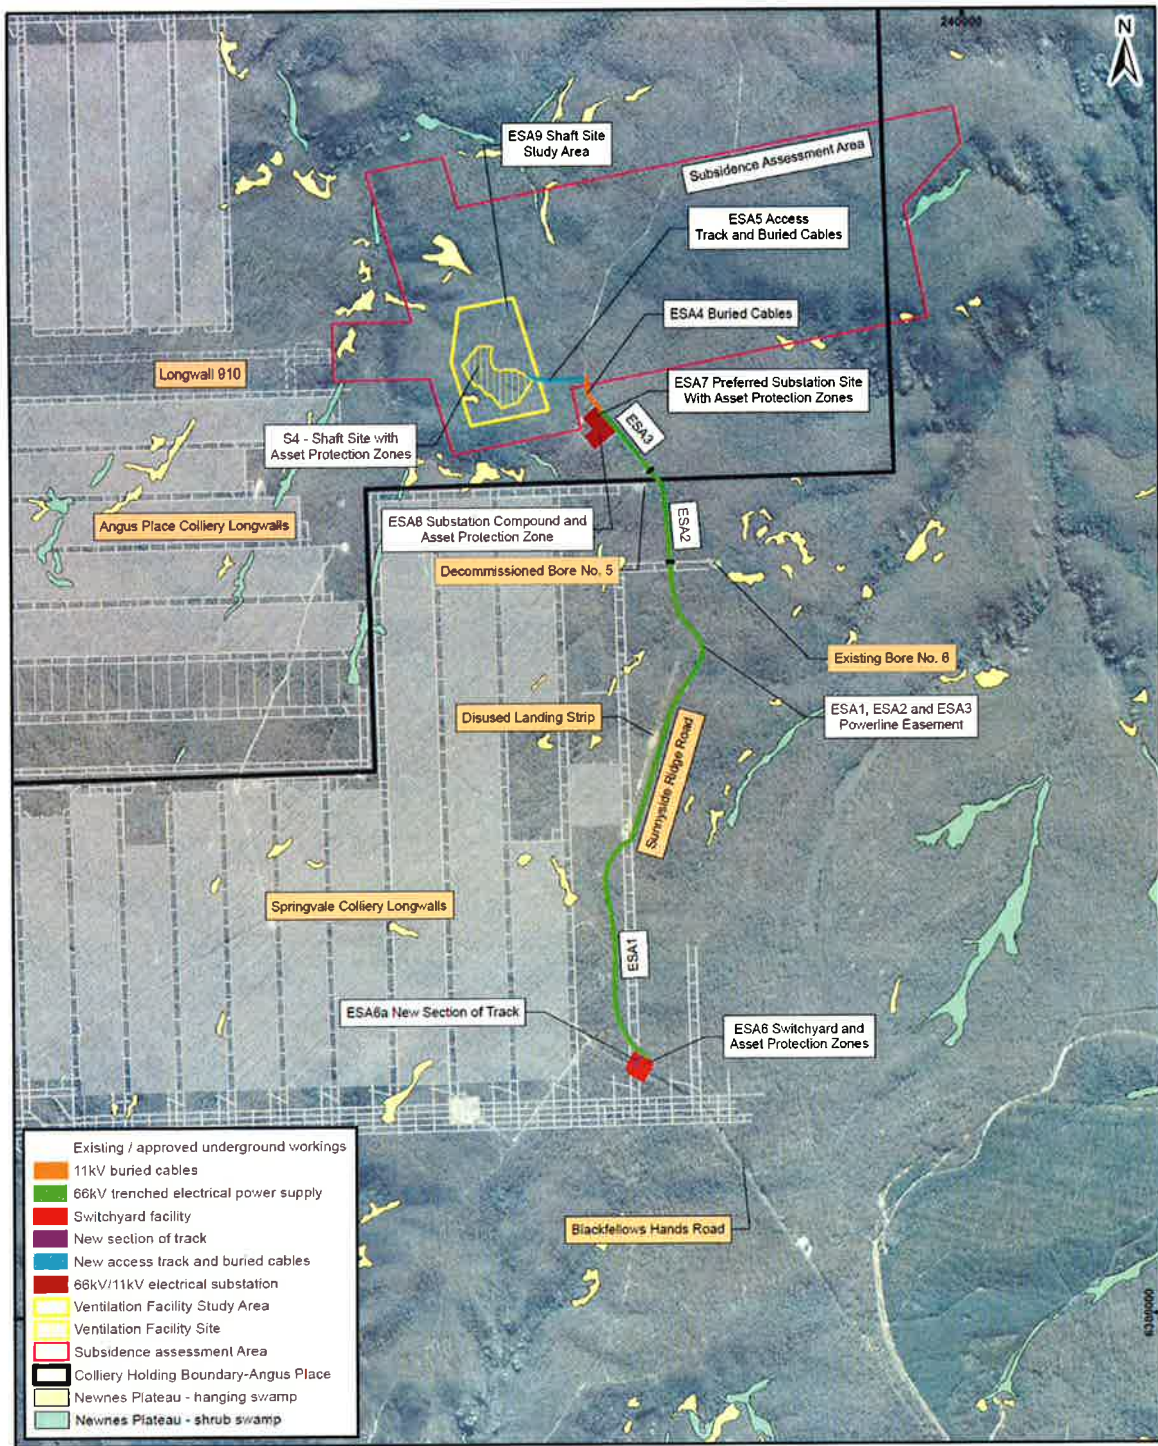 240000
N
ESA9 Shaft Site
Study Area
Subsidence Assessment Area
ESA5 Access
Track and Buried Cables
ESA4 Buried Cables
Longwall 910
ESA7 Preferred Substation Site
With Asset Protection Zones
ESA3
S4 - Shaft Site with
Asset Protection Zones
Angus Place Colliery Longwalls
ESA8 Substation Compound and
Asset Protection Zone
ESA2
Decommissioned Bore No. 5
Existing Bore No. 6
Disused Landing Strip
ESA1, ESA2 and ESA3
Powerline Easement
Sunnyside Ridge Road
Springvale Colliery Longwalls
ESA1
ESA6a New Section of Track
ESA6 Switchyard and
Asset Protection Zones
Blackfellows Hands Road
6300000
Existing / approved underground workings
11kV buried cables
66kV trenched electrical power supply
Switchyard facility
New section of track
New access track and buried cables
66kV/11kV electrical substation
Ventilation Facility Study Area
Ventilation Facility Site
Subsidence assessment Area
Colliery Holding Boundary-Angus Place
Newnes Plateau - hanging swamp
Newnes Plateau - shrub swamp